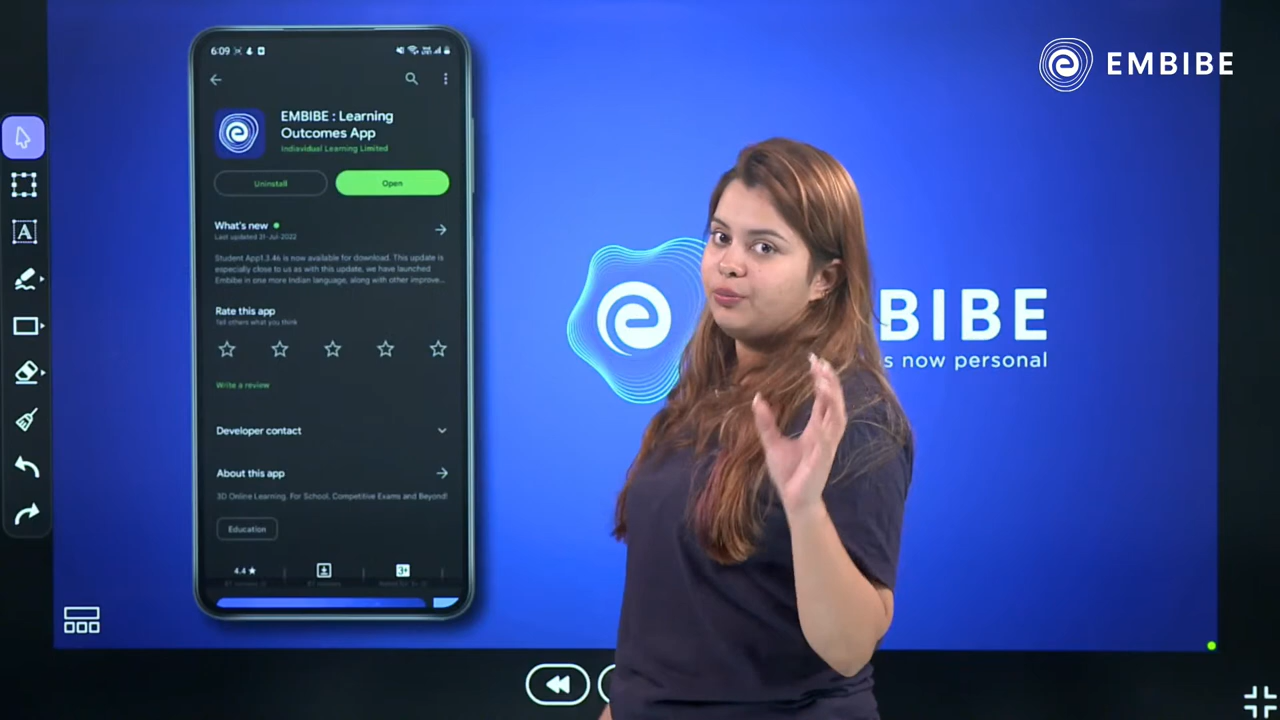 EMBIBE
6:09
EMBIBE : Learning
Outcomes App
Indiavidual Learning Limited
Uninstall
Open
What's new
Last updated 31-Jul-2022
Student App1.3.46 is now available for download. This update is
especially close to us as with this update, we have launched
Embibe in one more Indian language, along with other improve...
Rate this app
Tell others what you think
Write a review
Developer contact
About this app
3D Online Learning. For School, Competitive Exams and Beyond!
Education
4.4★
3+
BIBE
s now personal
A